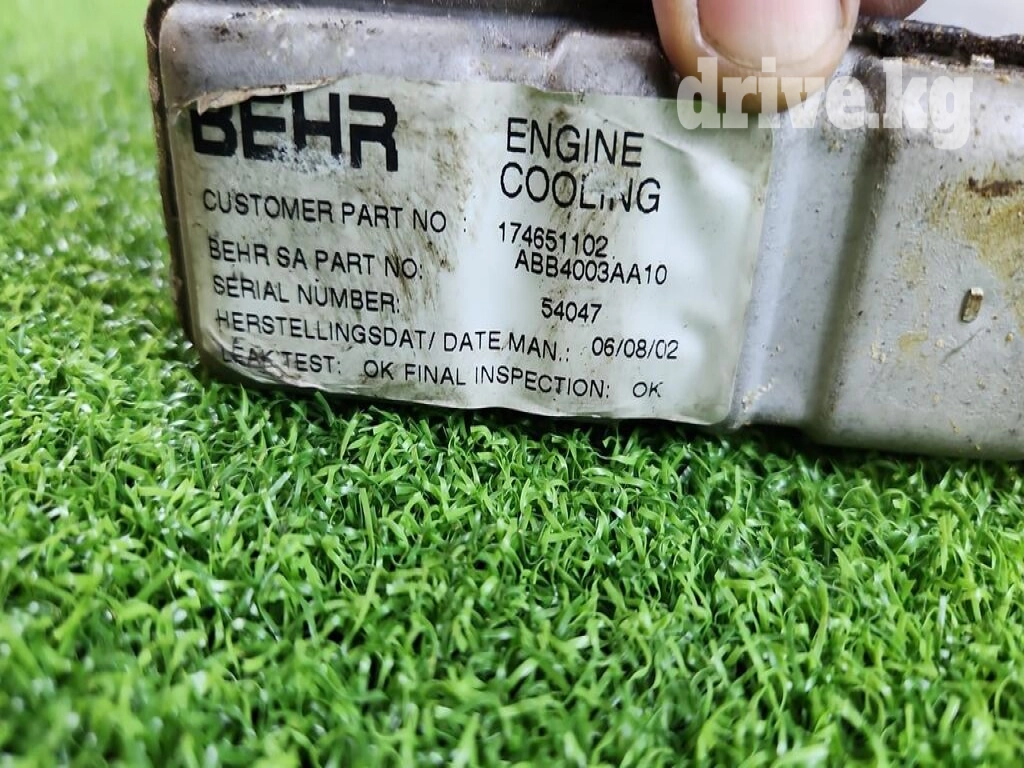 drive.kg
BEHR
ENGINE
COOLING
CUSTOMER PART NO : 174651102
BEHR SA PART NO: ABB4003AA10
SERIAL NUMBER: 54047
HERSTELLINGSDAT/ DATE MAN.: 06/08/02
LEAK TEST: OK FINAL INSPECTION: OK